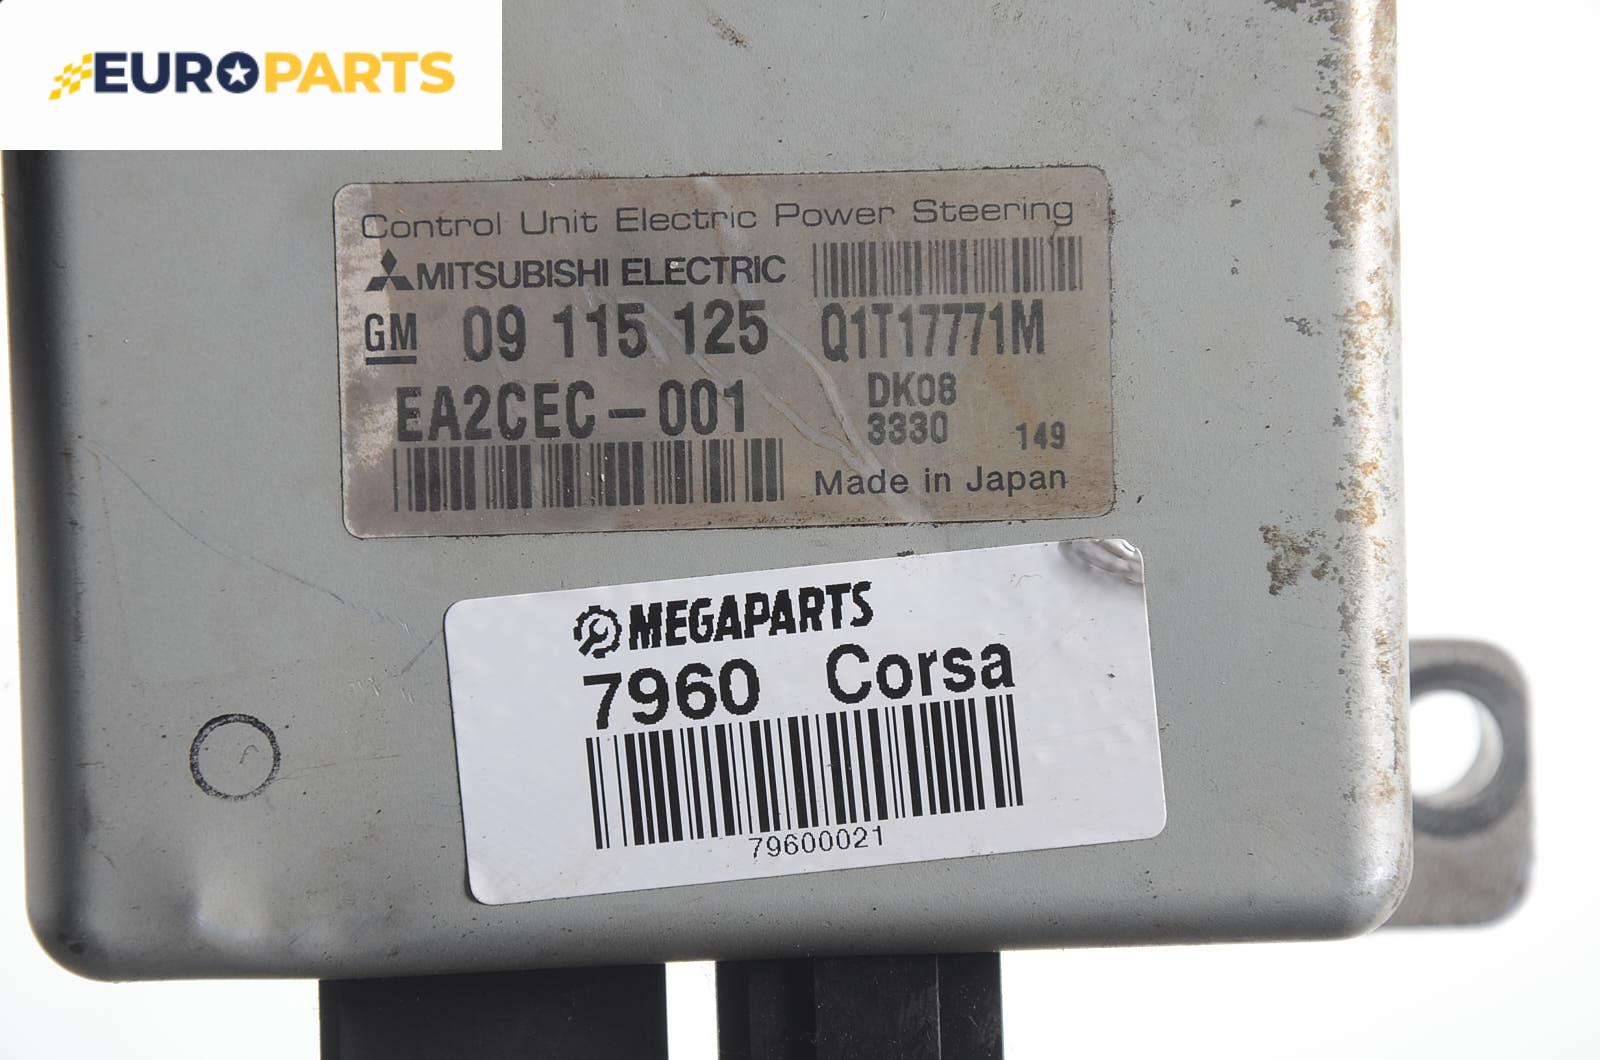 EUROPARTS
Control Unit Electric Power Steering
MITSUBISHI ELECTRIC
GM 09 115 125 Q1T17771M
EA2CEC-001 DK08
3330 149
Made in Japan
MEGAPARTS
7960 Corsa
79600021